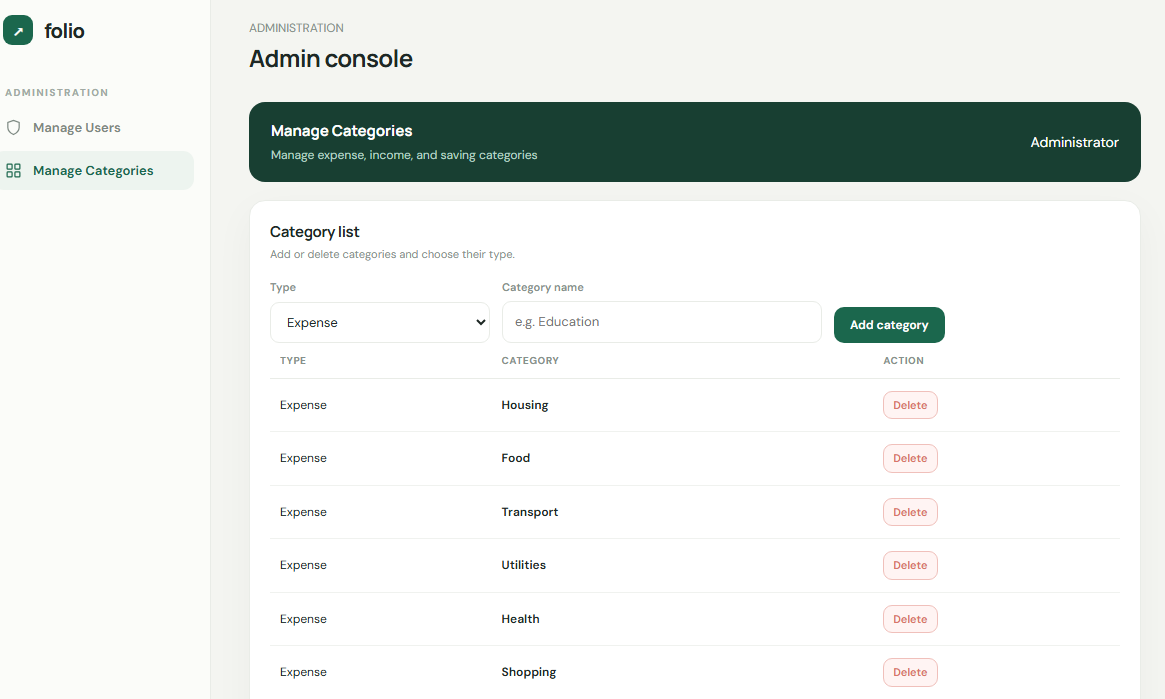 folio
ADMINISTRATION
Manage Users
Manage Categories
ADMINISTRATION
Admin console
Manage Categories
Manage expense, income, and saving categories
Administrator
Category list
Add or delete categories and choose their type.
Type
Category name
Expense
e.g. Education
Add category
TYPE CATEGORY ACTION
Expense Housing Delete
Expense Food Delete
Expense Transport Delete
Expense Utilities Delete
Expense Health Delete
Expense Shopping Delete